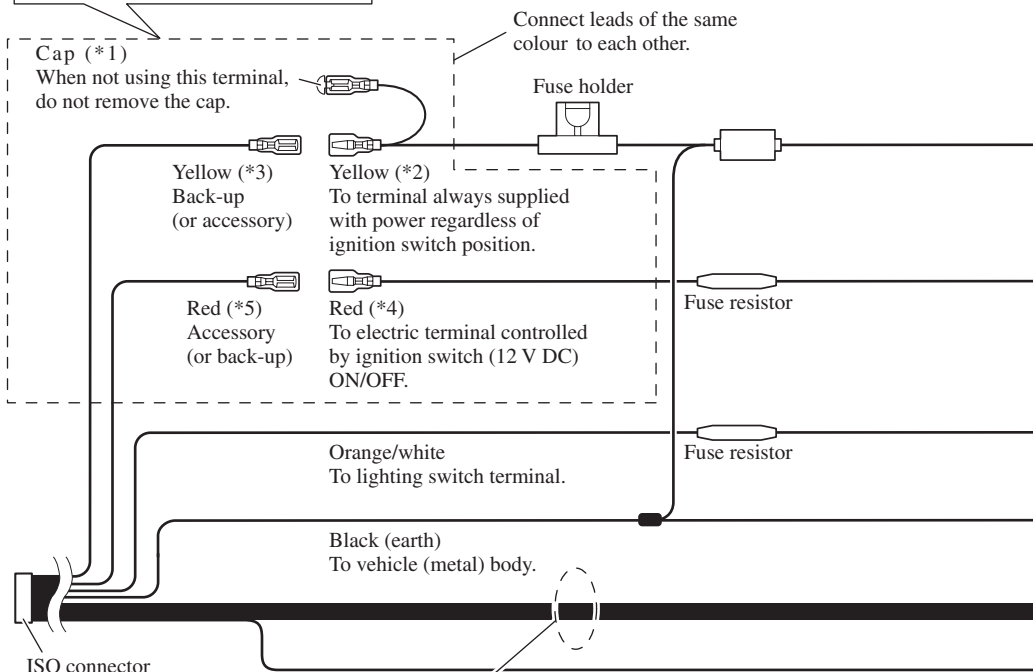 Connect leads of the same
colour to each other.
Cap (*1)
When not using this terminal,
do not remove the cap.
Fuse holder
Yellow (*3)
Back-up
(or accessory)
Yellow (*2)
To terminal always supplied
with power regardless of
ignition switch position.
Red (*5)
Accessory
(or back-up)
Red (*4)
To electric terminal controlled
by ignition switch (12 V DC)
ON/OFF.
Fuse resistor
Orange/white
To lighting switch terminal.
Fuse resistor
Black (earth)
To vehicle (metal) body.
ISO connector